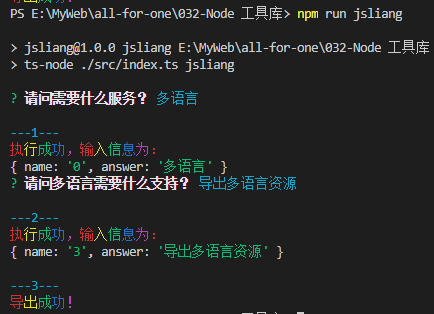 PS E:\MyWeb\all-for-one\032-Node 工具库> npm run jsliang
> jsliang@1.0.0 jsliang E:\MyWeb\all-for-one\032-Node 工具库
> ts-node ./src/index.ts jsliang
? 请问需要什么服务? 多语言
---1---
执行成功，输入信息为：
{ name: '0', answer: '多语言' }
? 请问多语言需要什么支持? 导出多语言资源
---2---
执行成功，输入信息为：
{ name: '3', answer: '导出多语言资源' }
---3---
导出成功！